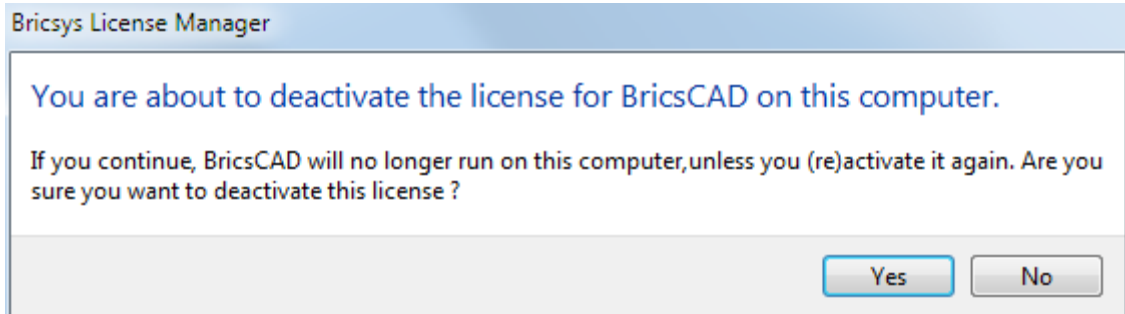 Bricsys License Manager
You are about to deactivate the license for BricsCAD on this computer.
If you continue, BricsCAD will no longer run on this computer,unless you (re)activate it again. Are you
sure you want to deactivate this license ?
Yes No